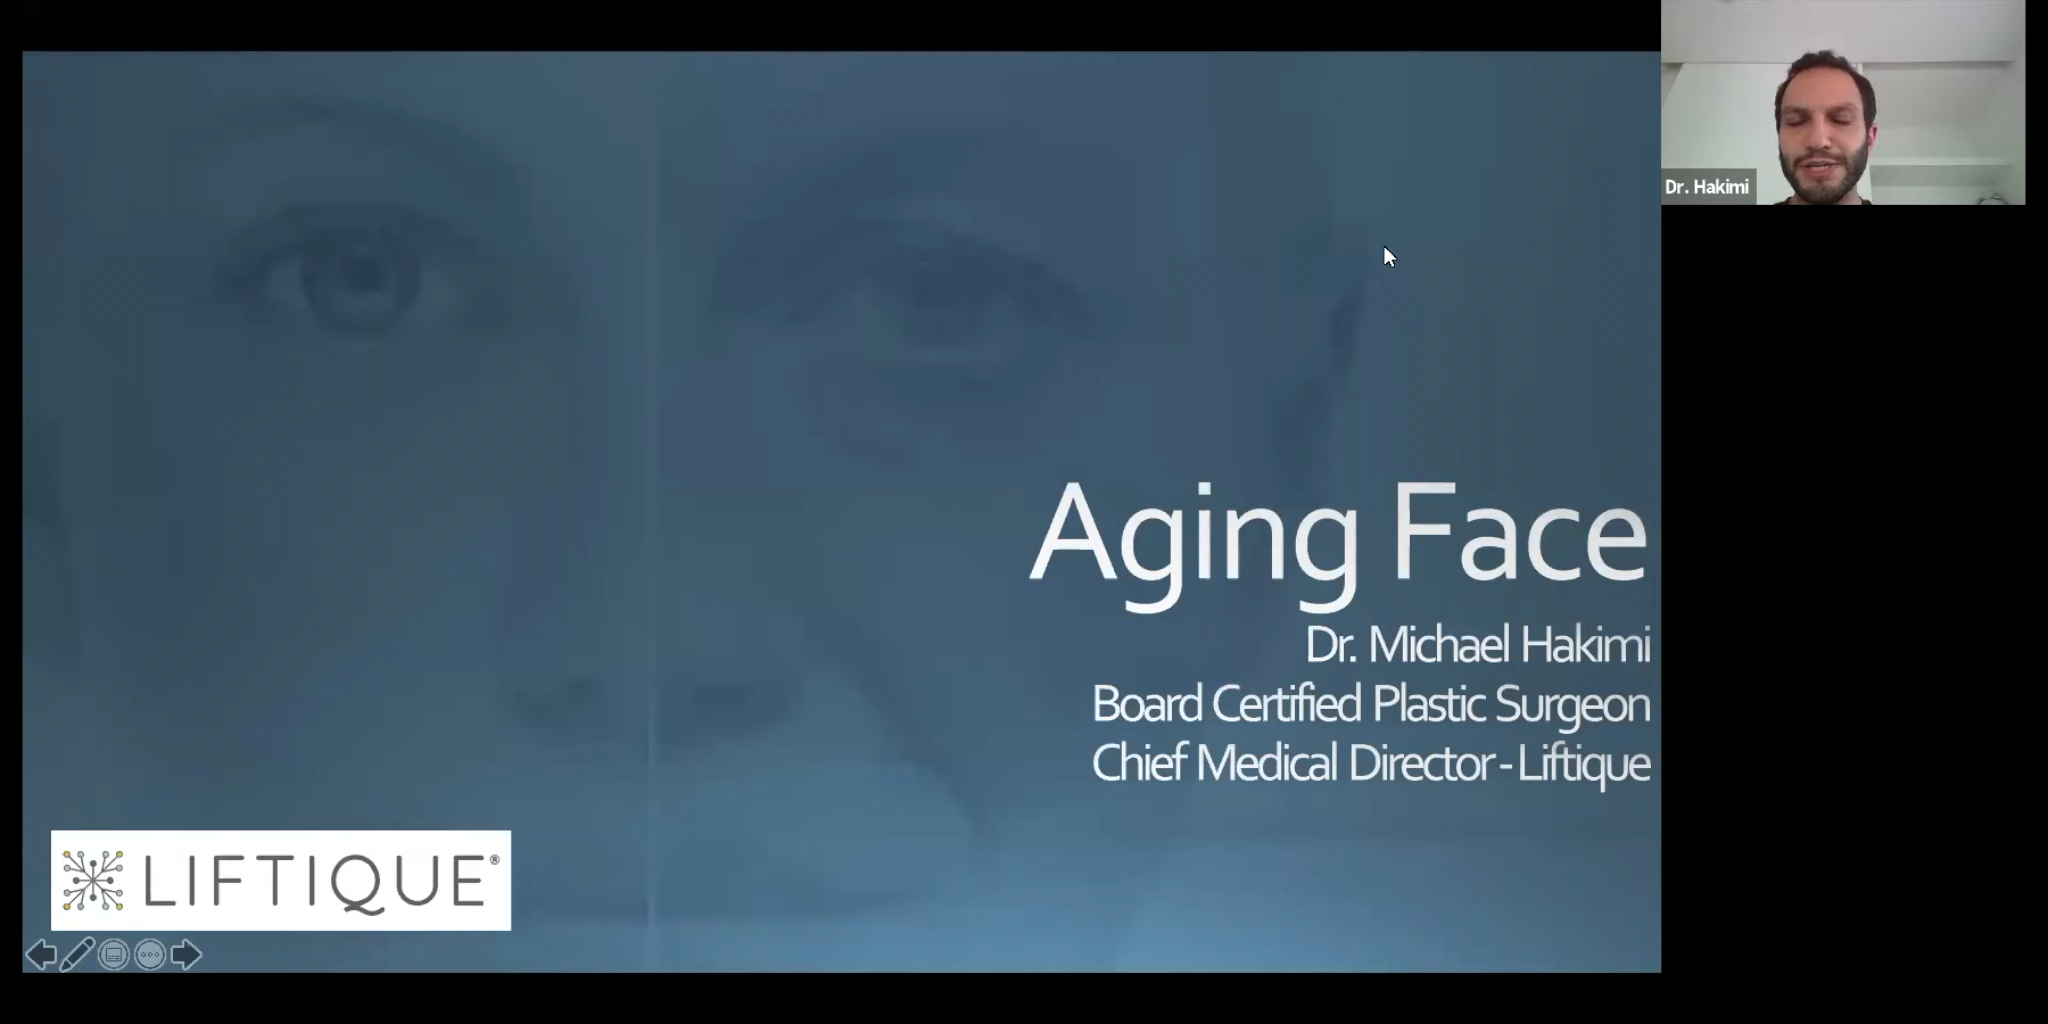 Dr. Hakimi
Aging Face
Dr. Michael Hakimi
Board Certified Plastic Surgeon
Chief Medical Director - Liftique
LIFTIQUE®